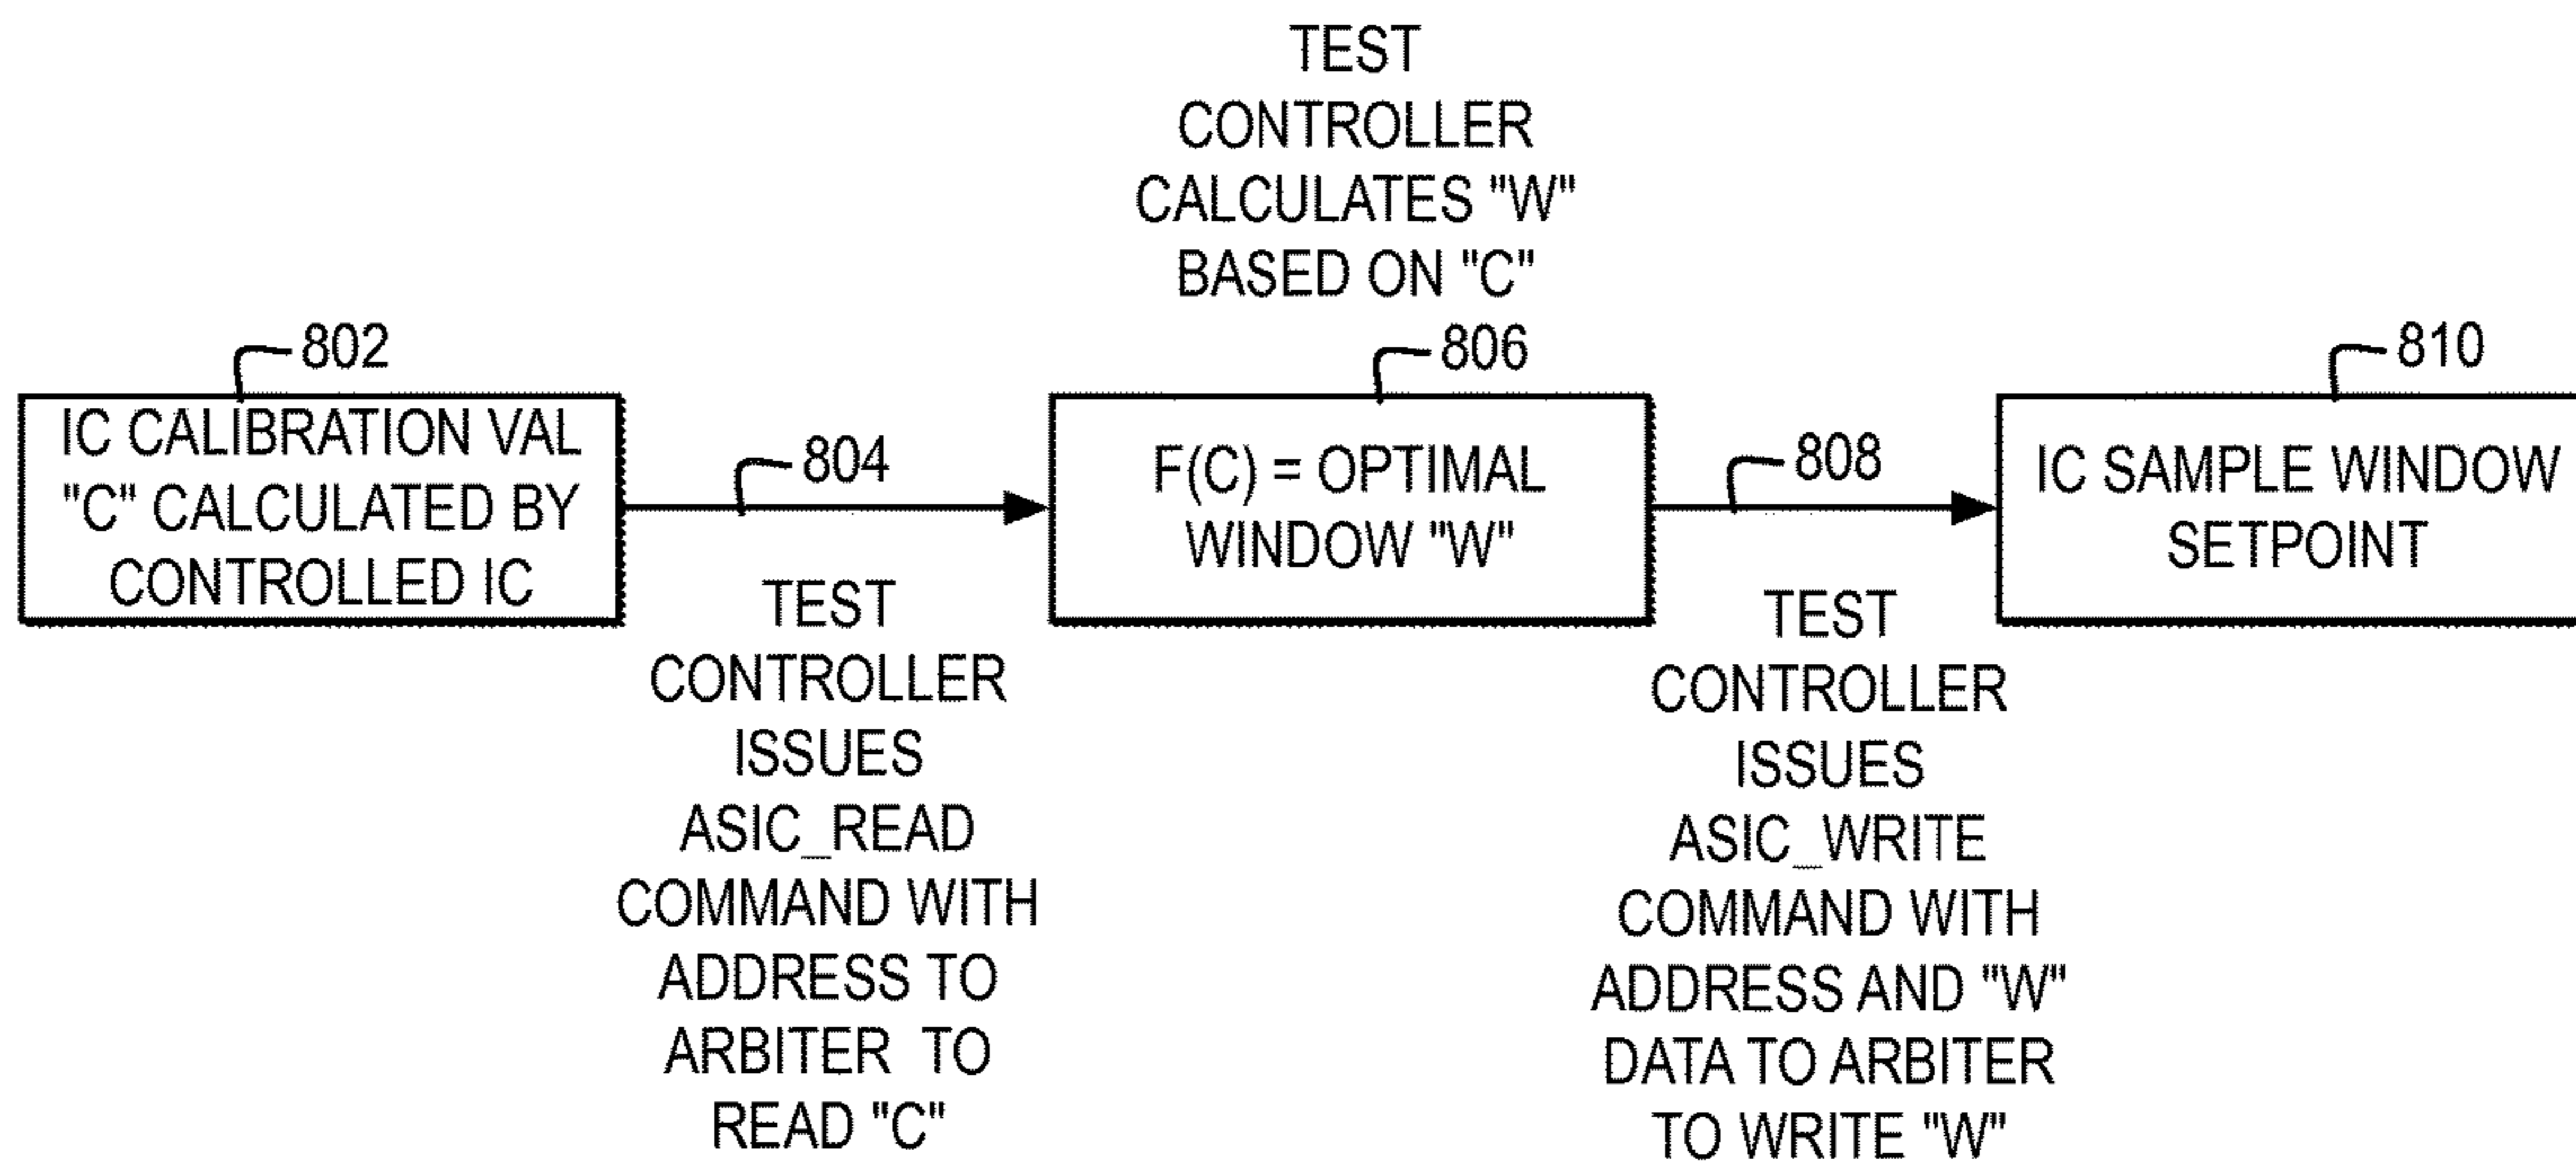 TEST
CONTROLLER
CALCULATES "W"
BASED ON "C"
802
806
810
IC CALIBRATION VAL
"C" CALCULATED BY
CONTROLLED IC
804
F(C) = OPTIMAL
WINDOW "W"
808
IC SAMPLE WINDOW
SETPOINT
TEST
CONTROLLER
ISSUES
ASIC_READ
COMMAND WITH
ADDRESS TO
ARBITER TO
READ "C"
TEST
CONTROLLER
ISSUES
ASIC_WRITE
COMMAND WITH
ADDRESS AND "W"
DATA TO ARBITER
TO WRITE "W"